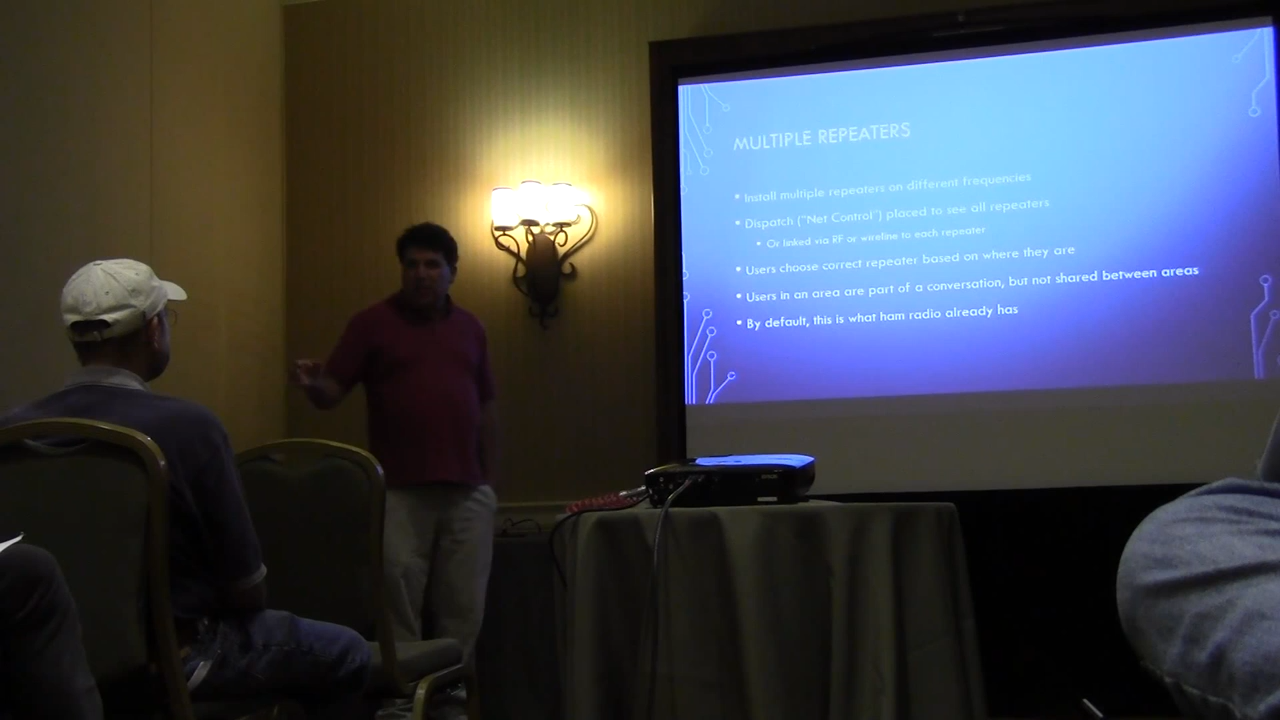 MULTIPLE REPEATERS
• Install multiple repeaters on different frequencies
• Dispatch ("Net Control") placed to see all repeaters
• Or linked via RF or wireline to each repeater
• Users choose correct repeater based on where they are
• Users in an area are part of a conversation, but not shared between areas
• By default, this is what ham radio already has